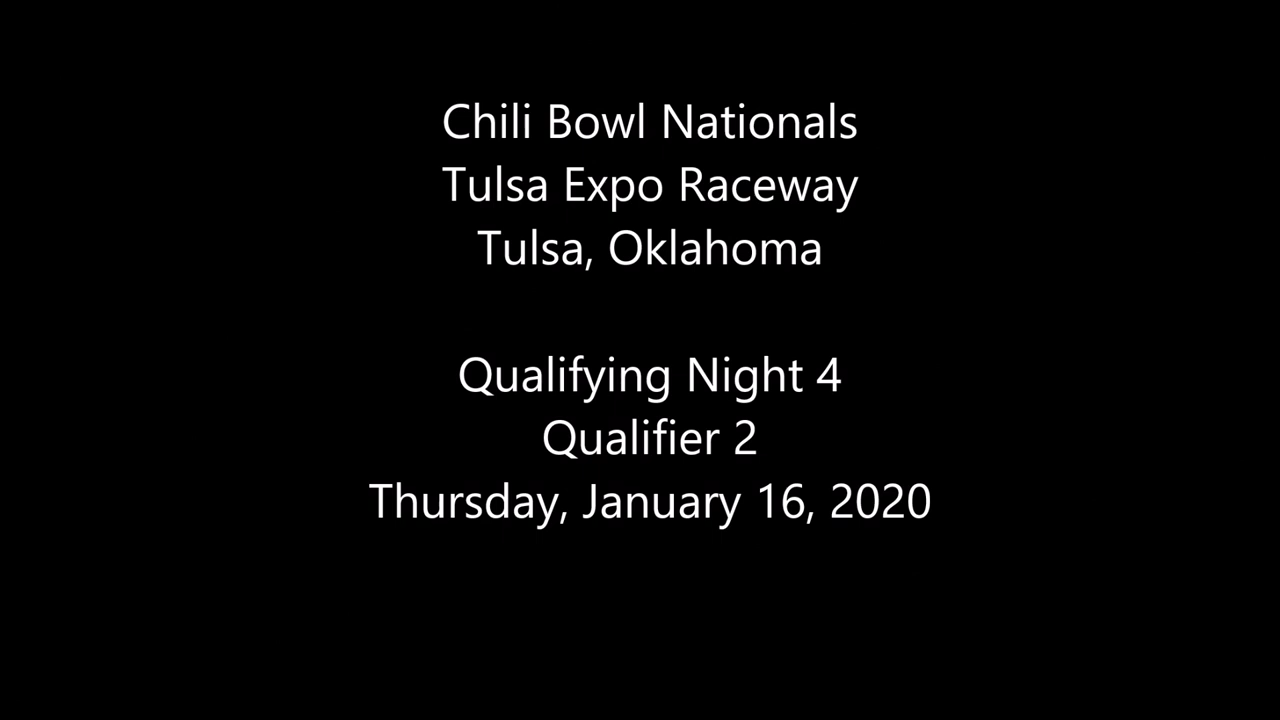 Chili Bowl Nationals
Tulsa Expo Raceway
Tulsa, Oklahoma
Qualifying Night 4
Qualifier 2
Thursday, January 16, 2020